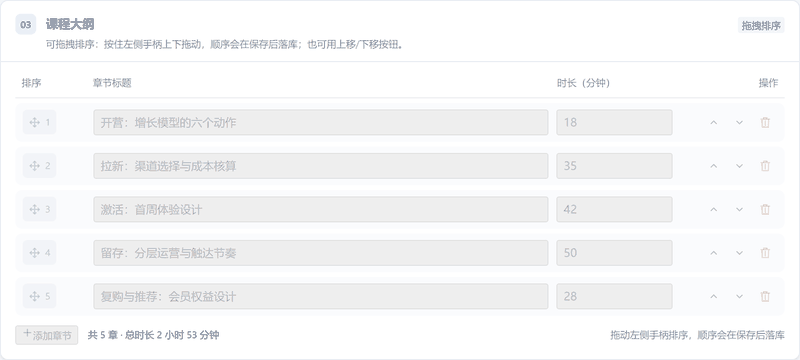 03 课程大纲 拖拽排序
可拖拽排序：按住左侧手柄上下拖动，顺序会在保存后落库；也可用上移/下移按钮。
排序 章节标题 时长（分钟） 操作
1 开营：增长模型的六个动作 18
2 拉新：渠道选择与成本核算 35
3 激活：首周体验设计 42
4 留存：分层运营与触达节奏 50
5 复购与推荐：会员权益设计 28
+添加章节 共 5 章 · 总时长 2 小时 53 分钟 拖动左侧手柄排序，顺序会在保存后落库